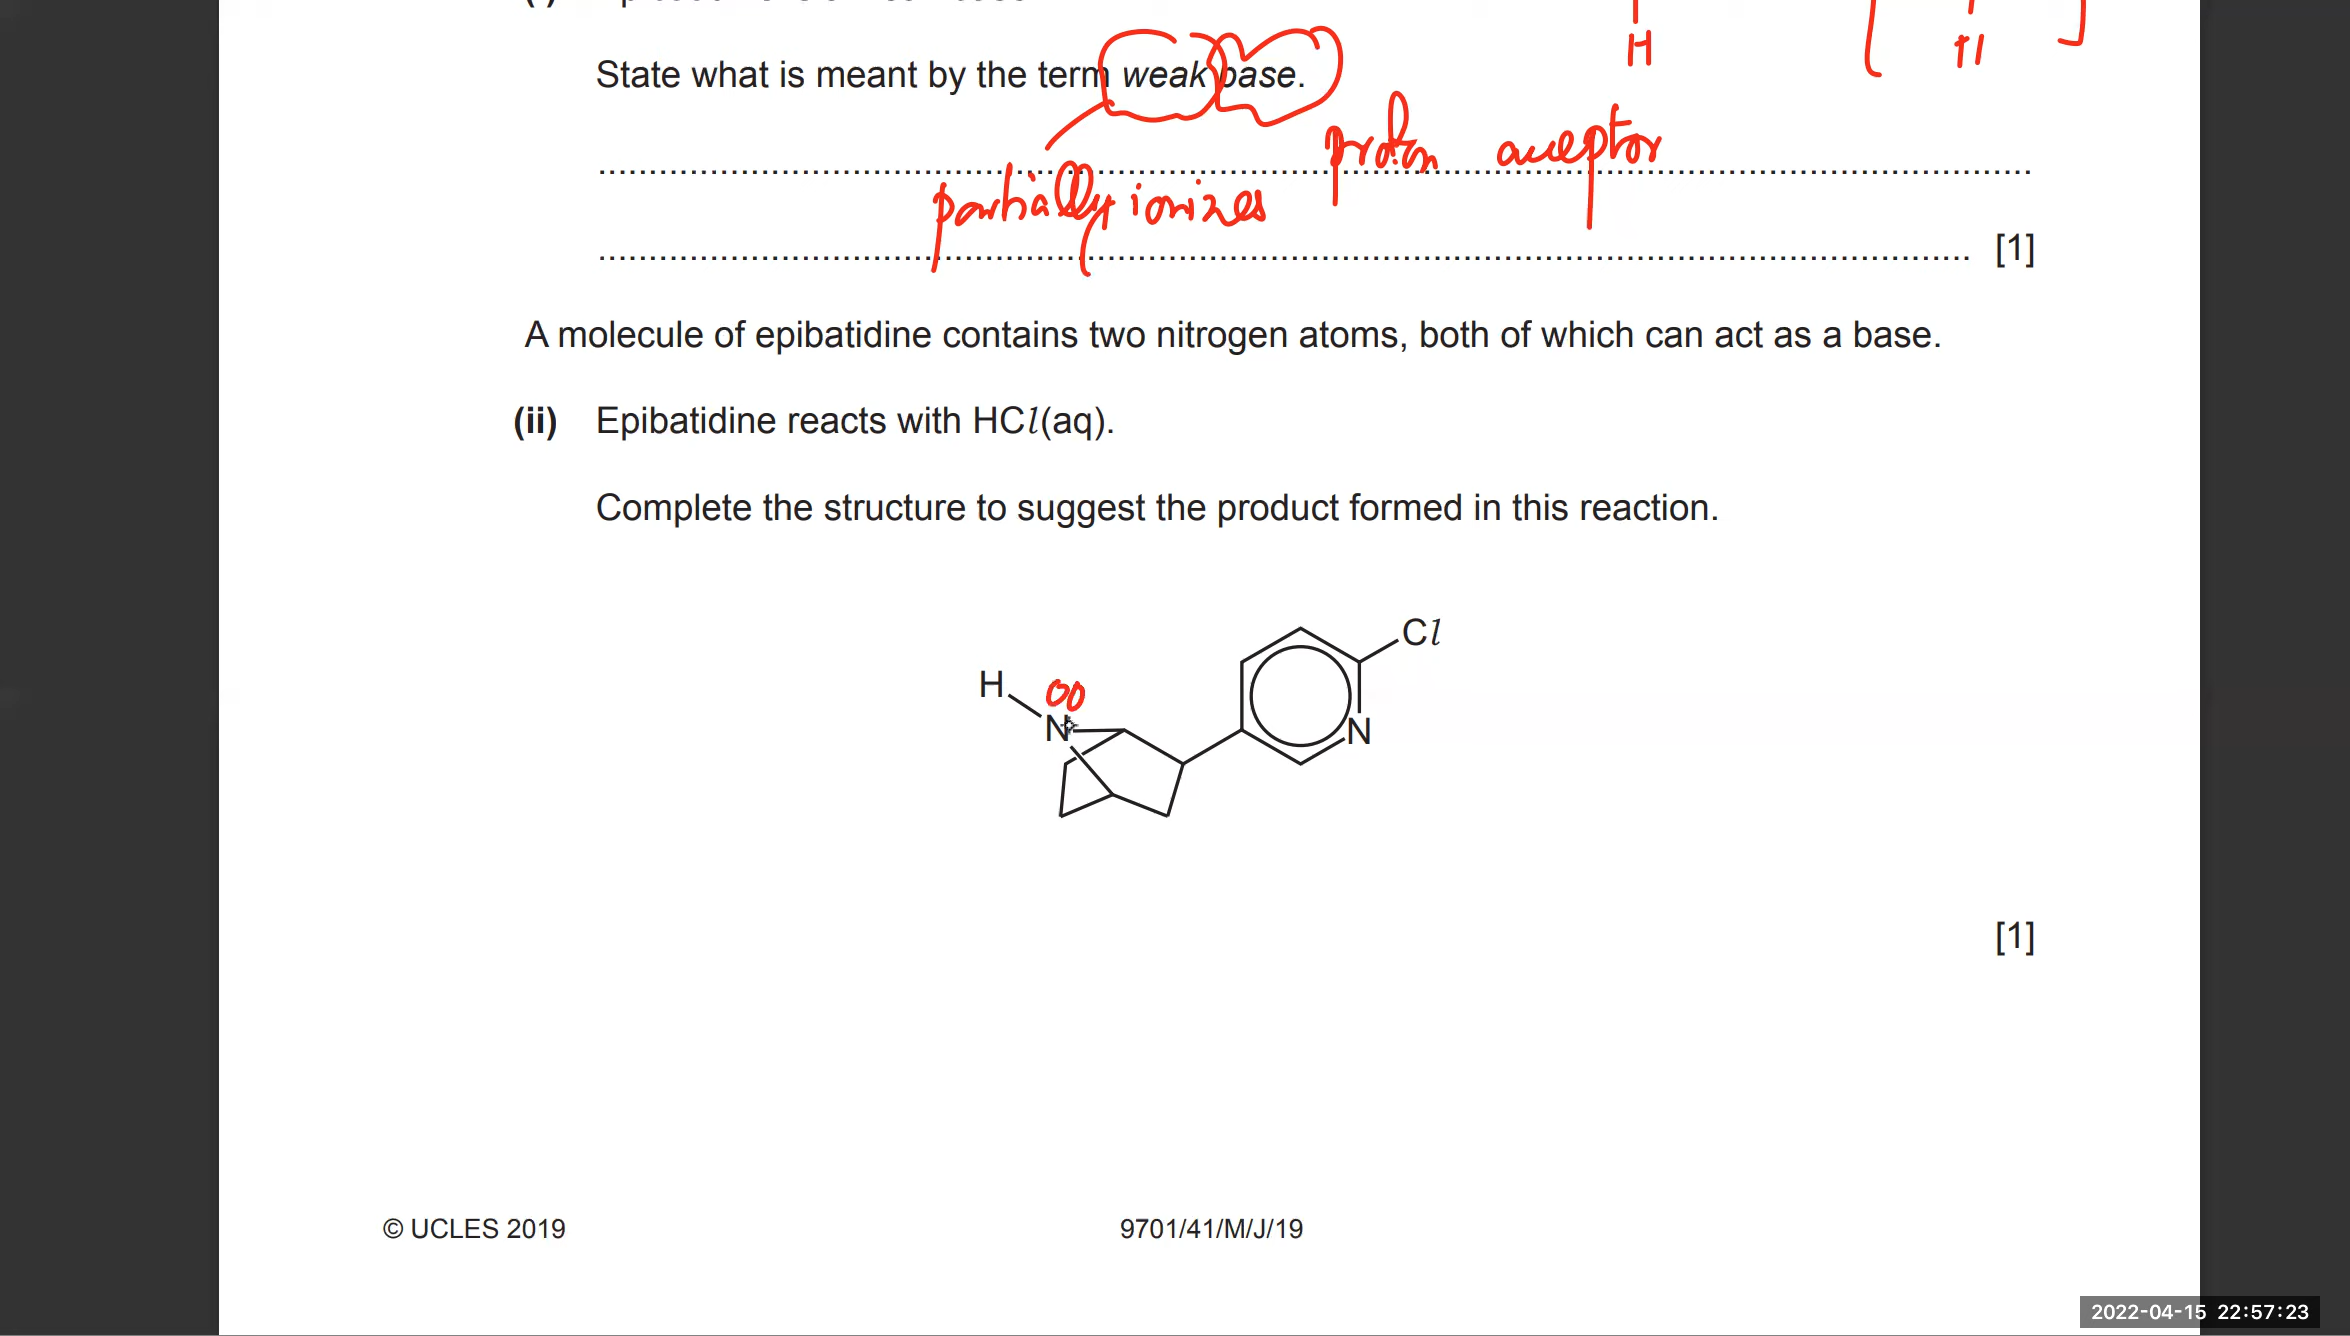 H H
State what is meant by the term weak base.
proton acceptor
partially ionizes
[1]
A molecule of epibatidine contains two nitrogen atoms, both of which can act as a base.
(ii) Epibatidine reacts with HCl(aq).
Complete the structure to suggest the product formed in this reaction.
Cl
H
N N
[1]
© UCLES 2019 9701/41/M/J/19
2022-04-15 22:57:23